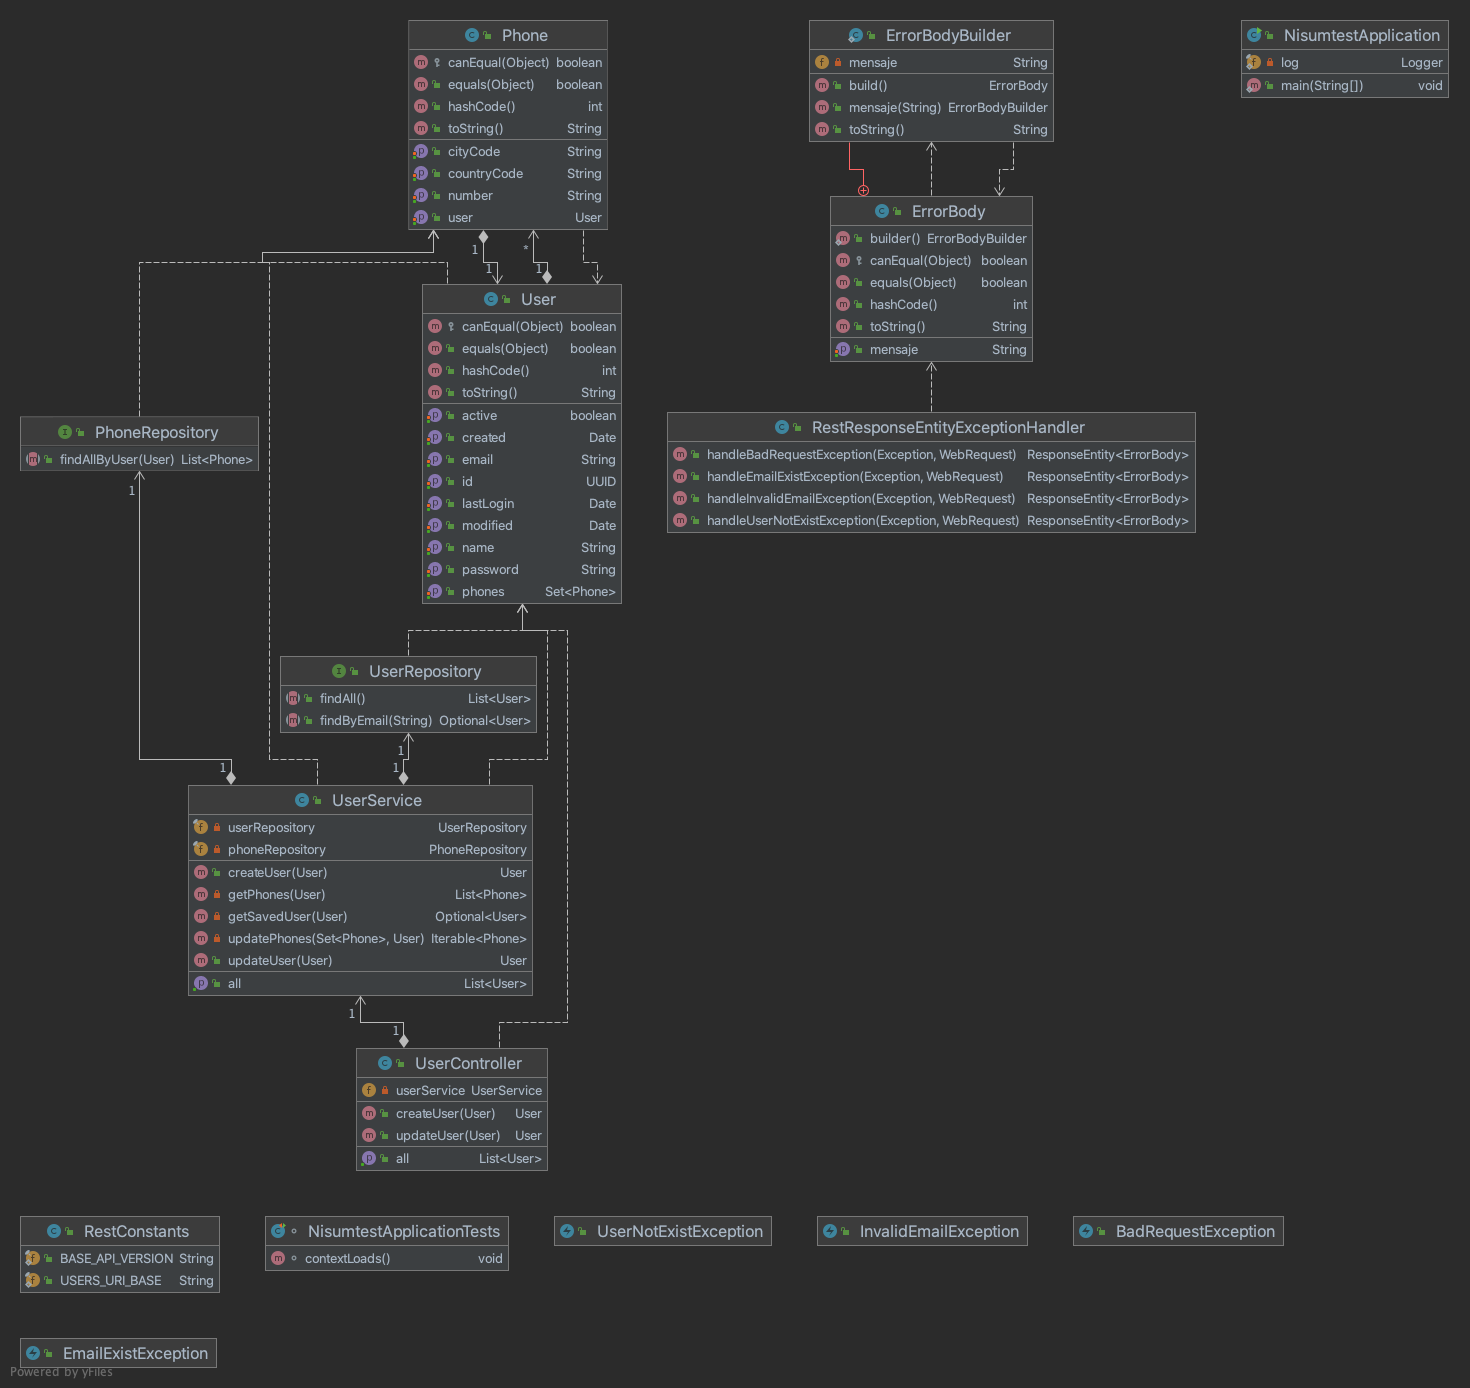 Phone
canEqual(Object) boolean
equals(Object) boolean
hashCode() int
toString() String
cityCode String
countryCode String
number String
user User
ErrorBodyBuilder
mensaje String
build() ErrorBody
mensaje(String) ErrorBodyBuilder
toString() String
NisumtestApplication
log Logger
main(String[]) void
1
1
*
1
ErrorBody
builder() ErrorBodyBuilder
canEqual(Object) boolean
equals(Object) boolean
hashCode() int
toString() String
mensaje String
User
canEqual(Object) boolean
equals(Object) boolean
hashCode() int
toString() String
active boolean
created Date
email String
id UUID
lastLogin Date
modified Date
name String
password String
phones Set<Phone>
PhoneRepository
findAllByUser(User) List<Phone>
1
RestResponseEntityExceptionHandler
handleBadRequestException(Exception, WebRequest) ResponseEntity<ErrorBody>
handleEmailExistException(Exception, WebRequest) ResponseEntity<ErrorBody>
handleInvalidEmailException(Exception, WebRequest) ResponseEntity<ErrorBody>
handleUserNotExistException(Exception, WebRequest) ResponseEntity<ErrorBody>
UserRepository
findAll() List<User>
findByEmail(String) Optional<User>
1
1
1
UserService
userRepository UserRepository
phoneRepository PhoneRepository
createUser(User) User
getPhones(User) List<Phone>
getSavedUser(User) Optional<User>
updatePhones(Set<Phone>, User) Iterable<Phone>
updateUser(User) User
all List<User>
1
1
UserController
userService UserService
createUser(User) User
updateUser(User) User
all List<User>
RestConstants
BASE_API_VERSION String
USERS_URI_BASE String
NisumtestApplicationTests
contextLoads() void
UserNotExistException
InvalidEmailException
BadRequestException
EmailExistException
Powered by yFiles